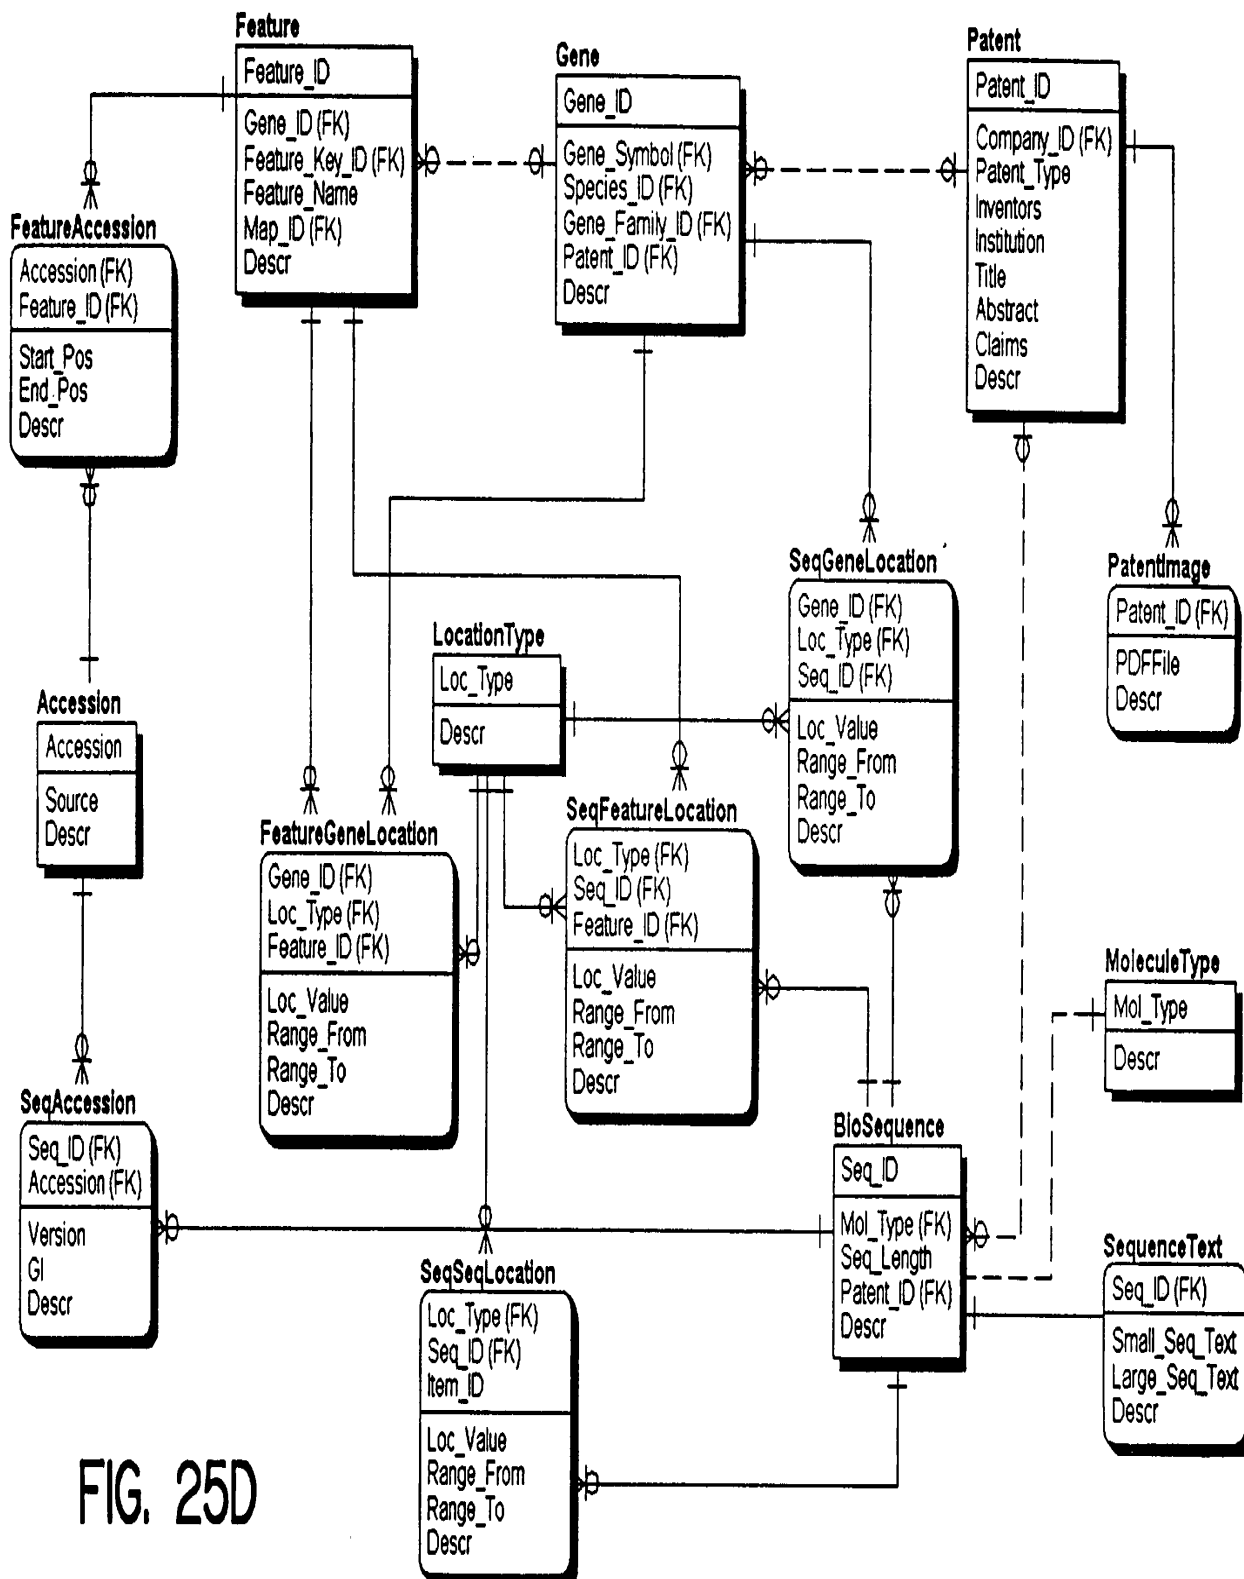 Feature
Feature_ID
Gene_ID (FK)
Feature_Key_ID (FK)
Feature_Name
Map_ID (FK)
Descr
Gene
Gene_ID
Gene_Symbol (FK)
Species_ID (FK)
Gene_Family_ID (FK)
Patent_ID (FK)
Descr
Patent
Patent_ID
Company_ID (FK)
Patent_Type
Inventors
Institution
Title
Abstract
Claims
Descr
FeatureAccession
Accession (FK)
Feature_ID (FK)
Start_Pos
End_Pos
Descr
SeqGeneLocation
Gene_ID (FK)
Loc_Type (FK)
Seq_ID (FK)
Loc_Value
Range_From
Range_To
Descr
PatentImage
Patent_ID (FK)
PDFFile
Descr
LocationType
Loc_Type
Descr
Accession
Accession
Source
Descr
FeatureGeneLocation
Gene_ID (FK)
Loc_Type (FK)
Feature_ID (FK)
Loc_Value
Range_From
Range_To
Descr
SeqFeatureLocation
Loc_Type (FK)
Seq_ID (FK)
Feature_ID (FK)
Loc_Value
Range_From
Range_To
Descr
MoleculeType
Mol_Type
Descr
SeqAccession
Seq_ID (FK)
Accession (FK)
Version
GI
Descr
BioSequence
Seq_ID
Mol_Type (FK)
Seq_Length
Patent_ID (FK)
Descr
SequenceText
Seq_ID (FK)
Small_Seq_Text
Large_Seq_Text
Descr
SeqSeqLocation
Loc_Type (FK)
Seq_ID (FK)
Item_ID
Loc_Value
Range_From
Range_To
Descr
FIG. 25D